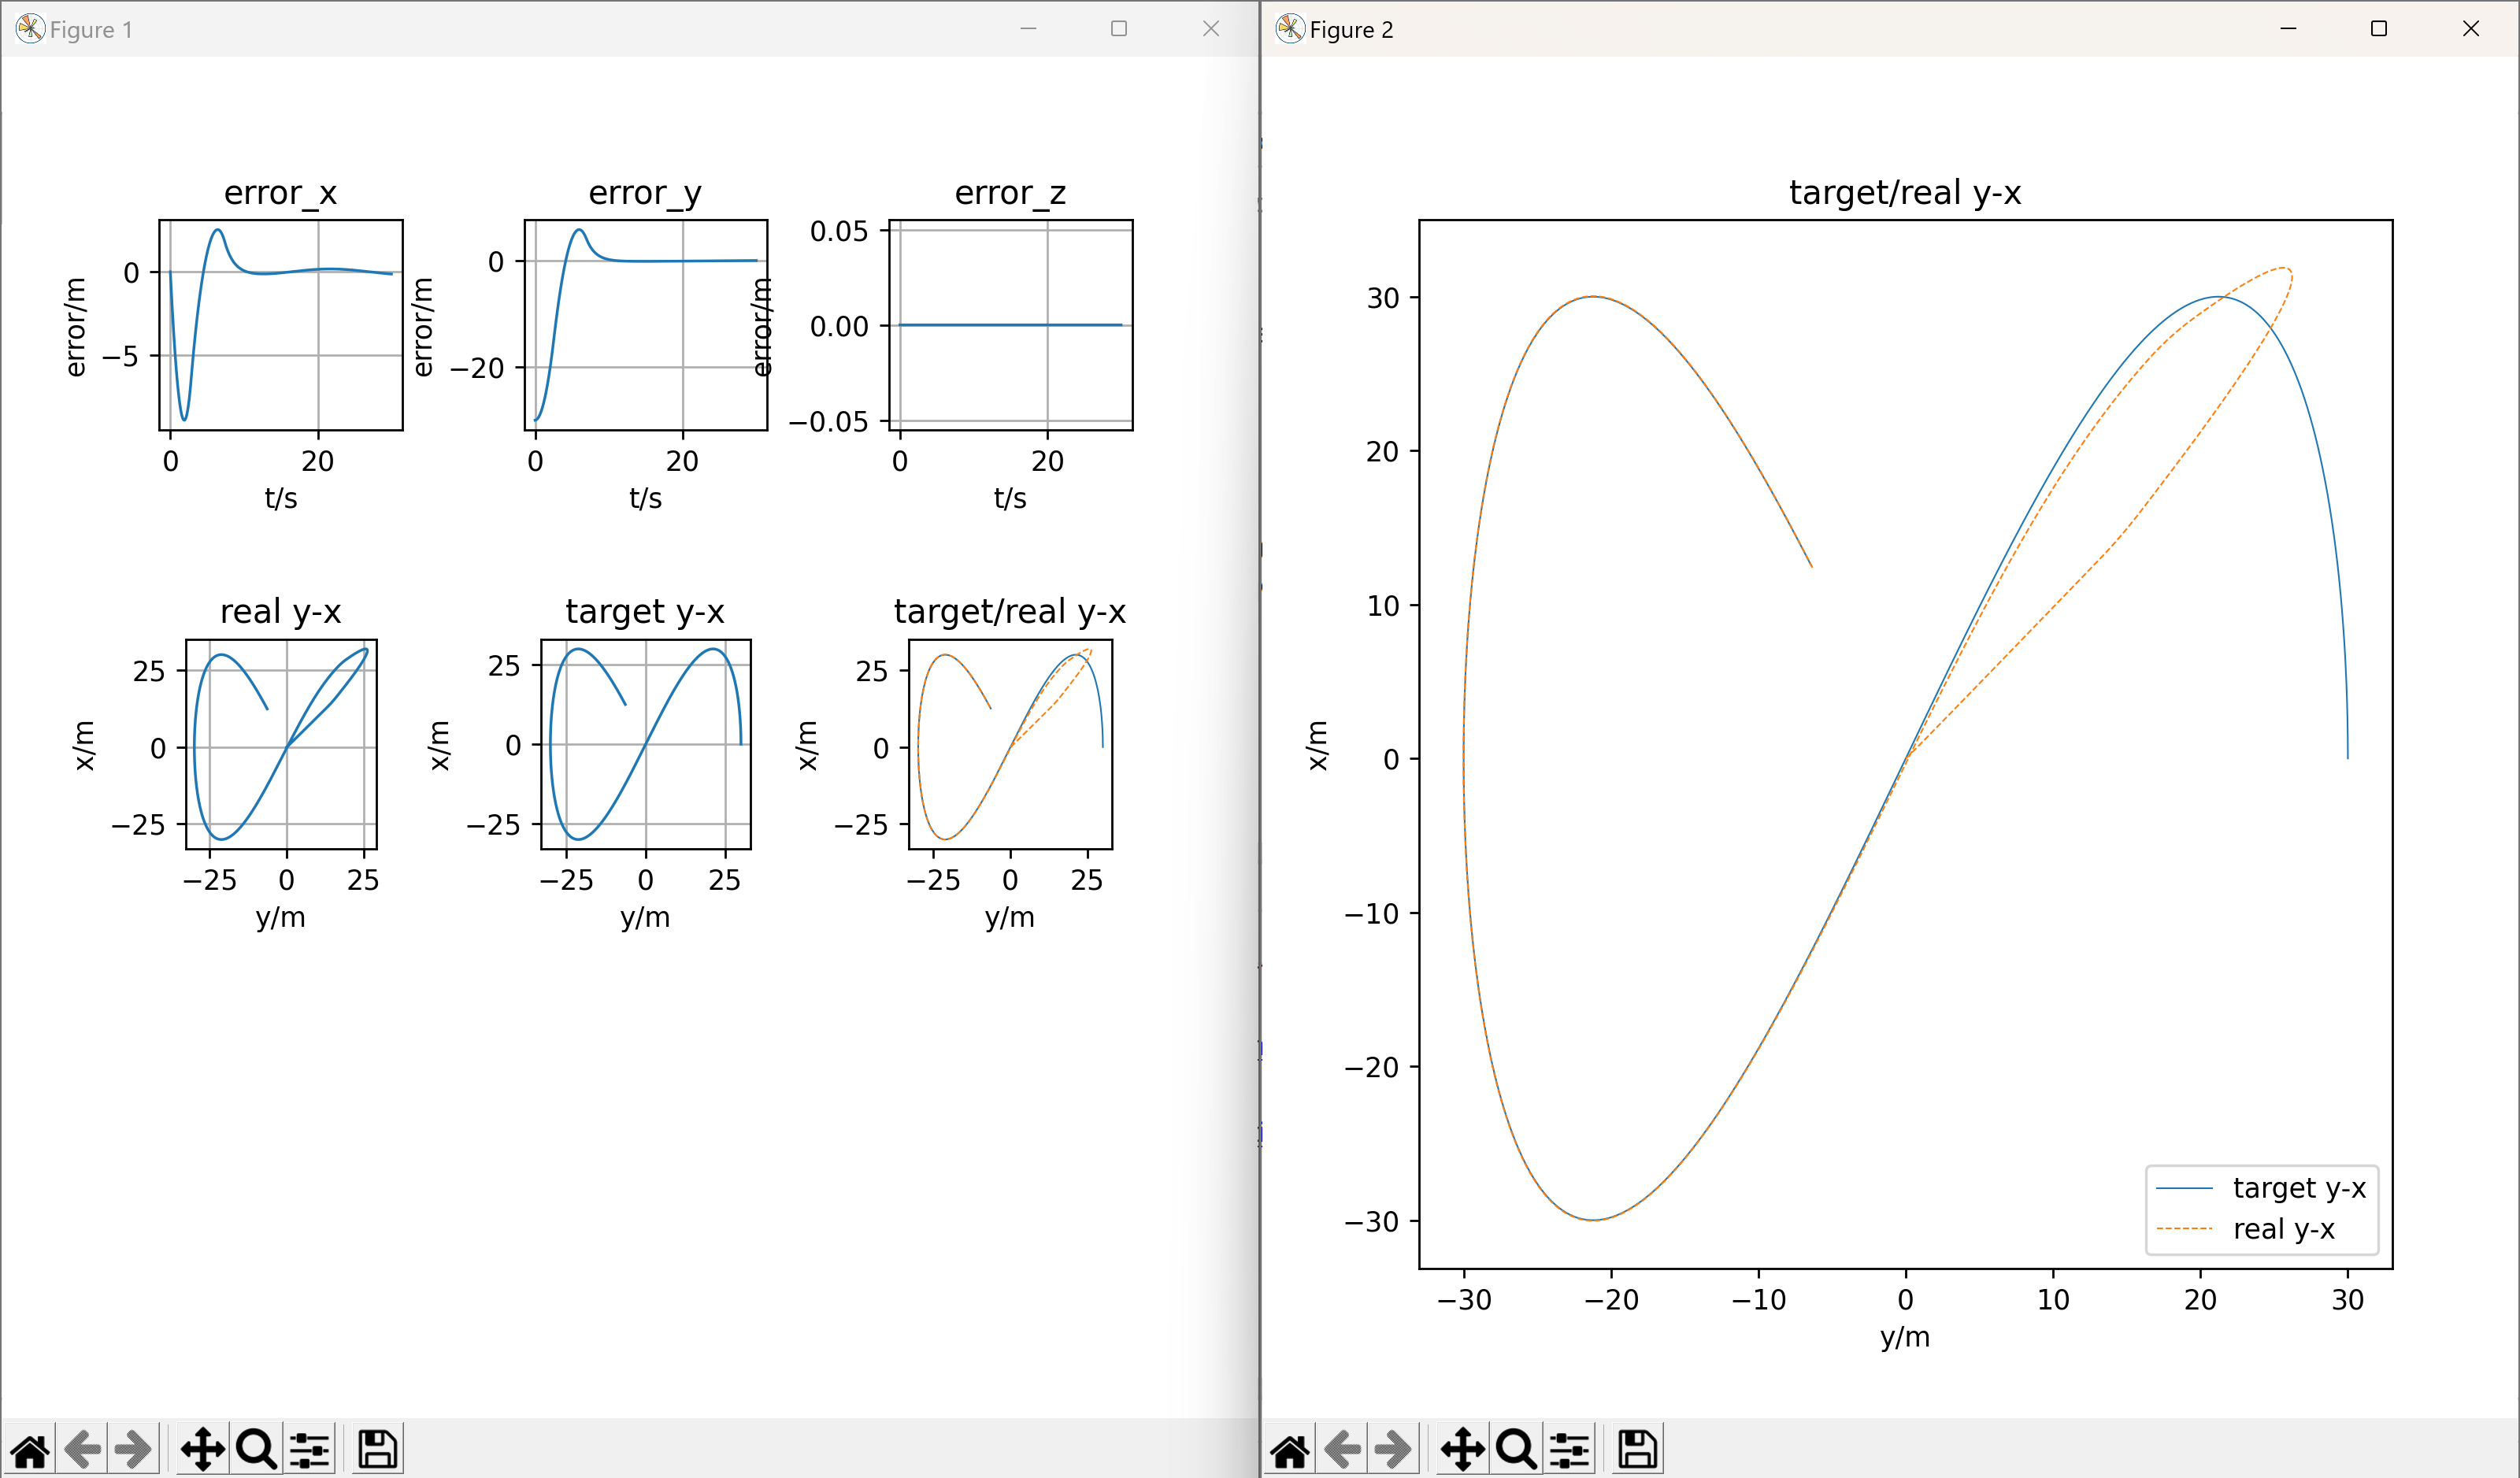 Figure 1
error_x
error_y
error_z
error/m
0
−5
0
20
t/s
error/m
0
−20
0
20
t/s
error/m
0.05
0.00
−0.05
0
20
t/s
real y-x
target y-x
target/real y-x
x/m
25
0
−25
−25
0
25
y/m
x/m
25
0
−25
−25
0
25
y/m
x/m
25
0
−25
−25
0
25
y/m
Figure 2
target/real y-x
x/m
30
20
10
0
−10
−20
−30
target y-x
real y-x
−30
−20
−10
0
10
20
30
y/m